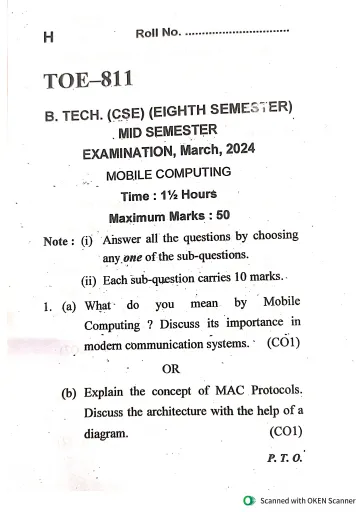 H
Roll No. ................................
TOE–811
B. TECH. (CSE) (EIGHTH SEMESTER)
MID SEMESTER
EXAMINATION, March, 2024
MOBILE COMPUTING
Time : 1½ Hours
Maximum Marks : 50
Note : (i) Answer all the questions by choosing
any one of the sub-questions.
(ii) Each sub-question carries 10 marks.
1. (a) What do you mean by Mobile
Computing ? Discuss its importance in
modern communication systems. (CO1)
OR
(b) Explain the concept of MAC Protocols.
Discuss the architecture with the help of a
diagram. (CO1)
P. T. O.
Scanned with OKEN Scanner